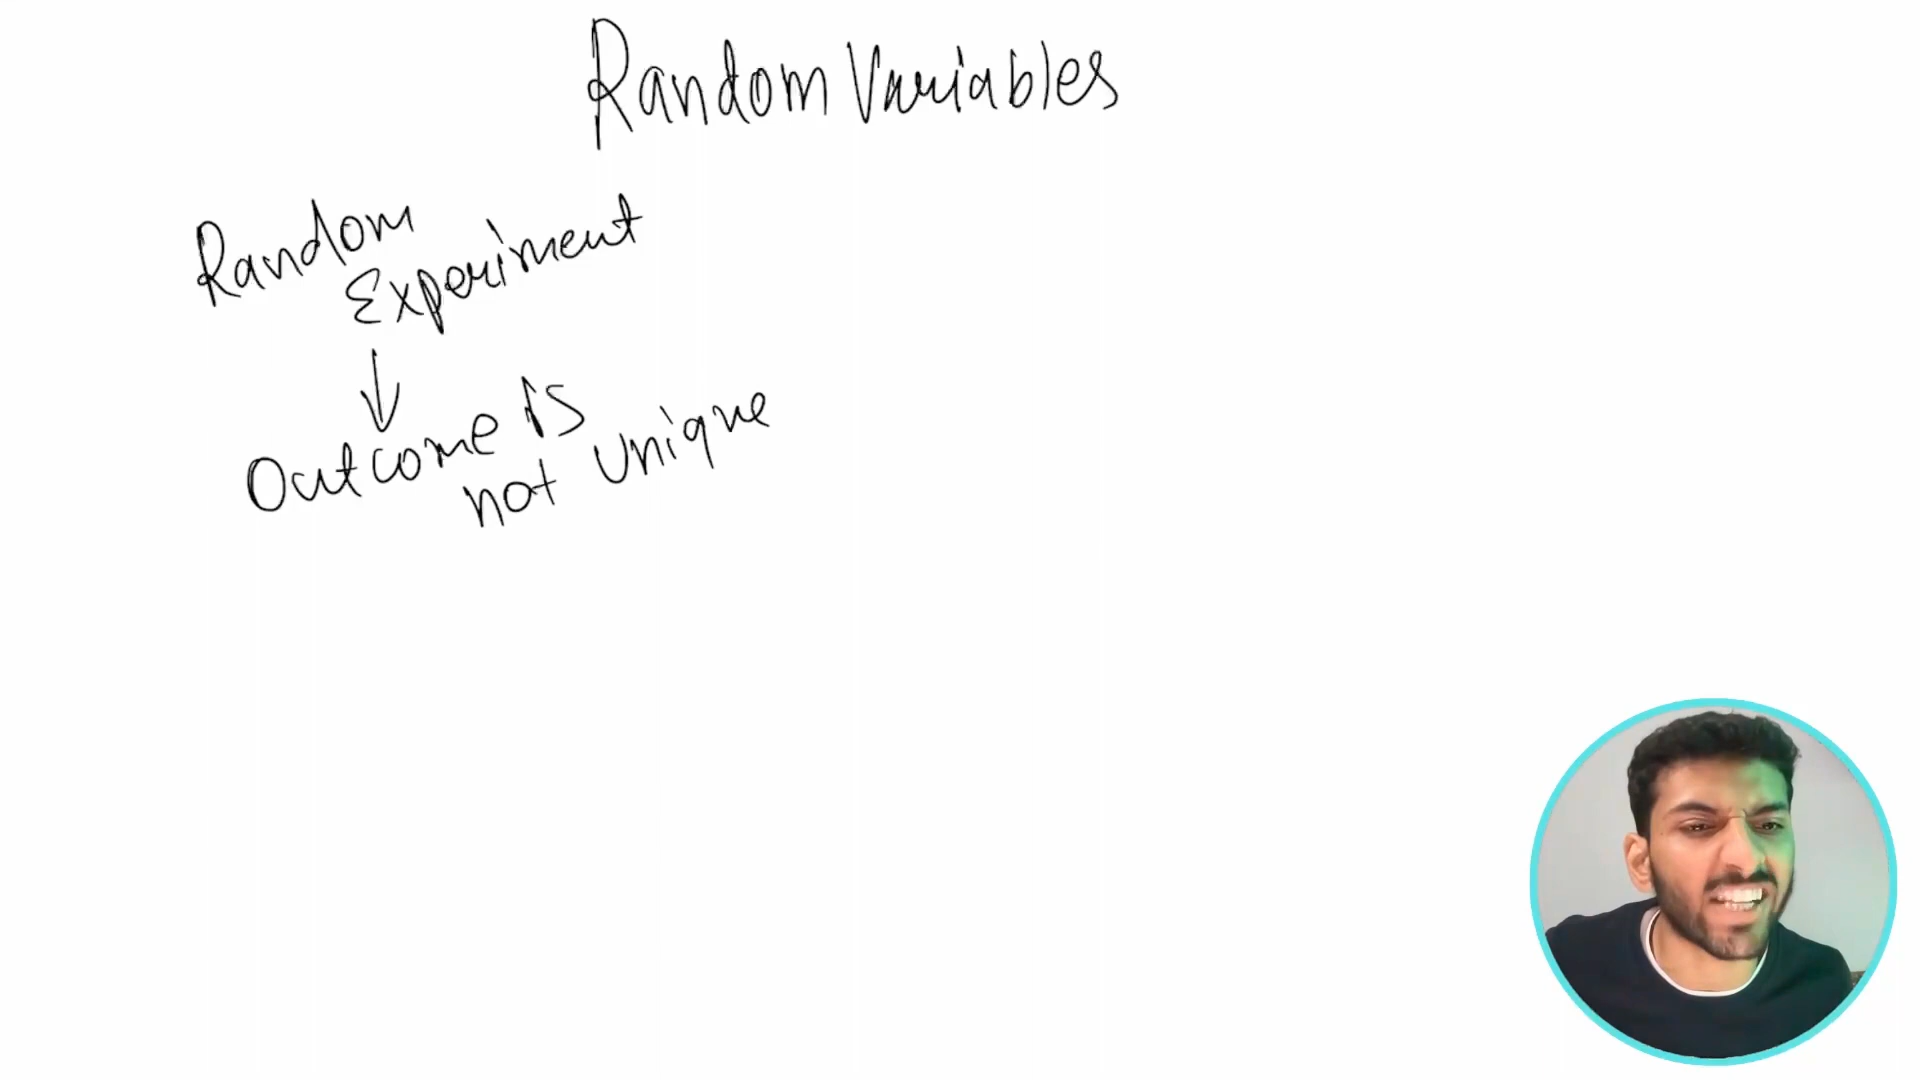 Random Variables
Random
Experiment
Outcome is
not unique